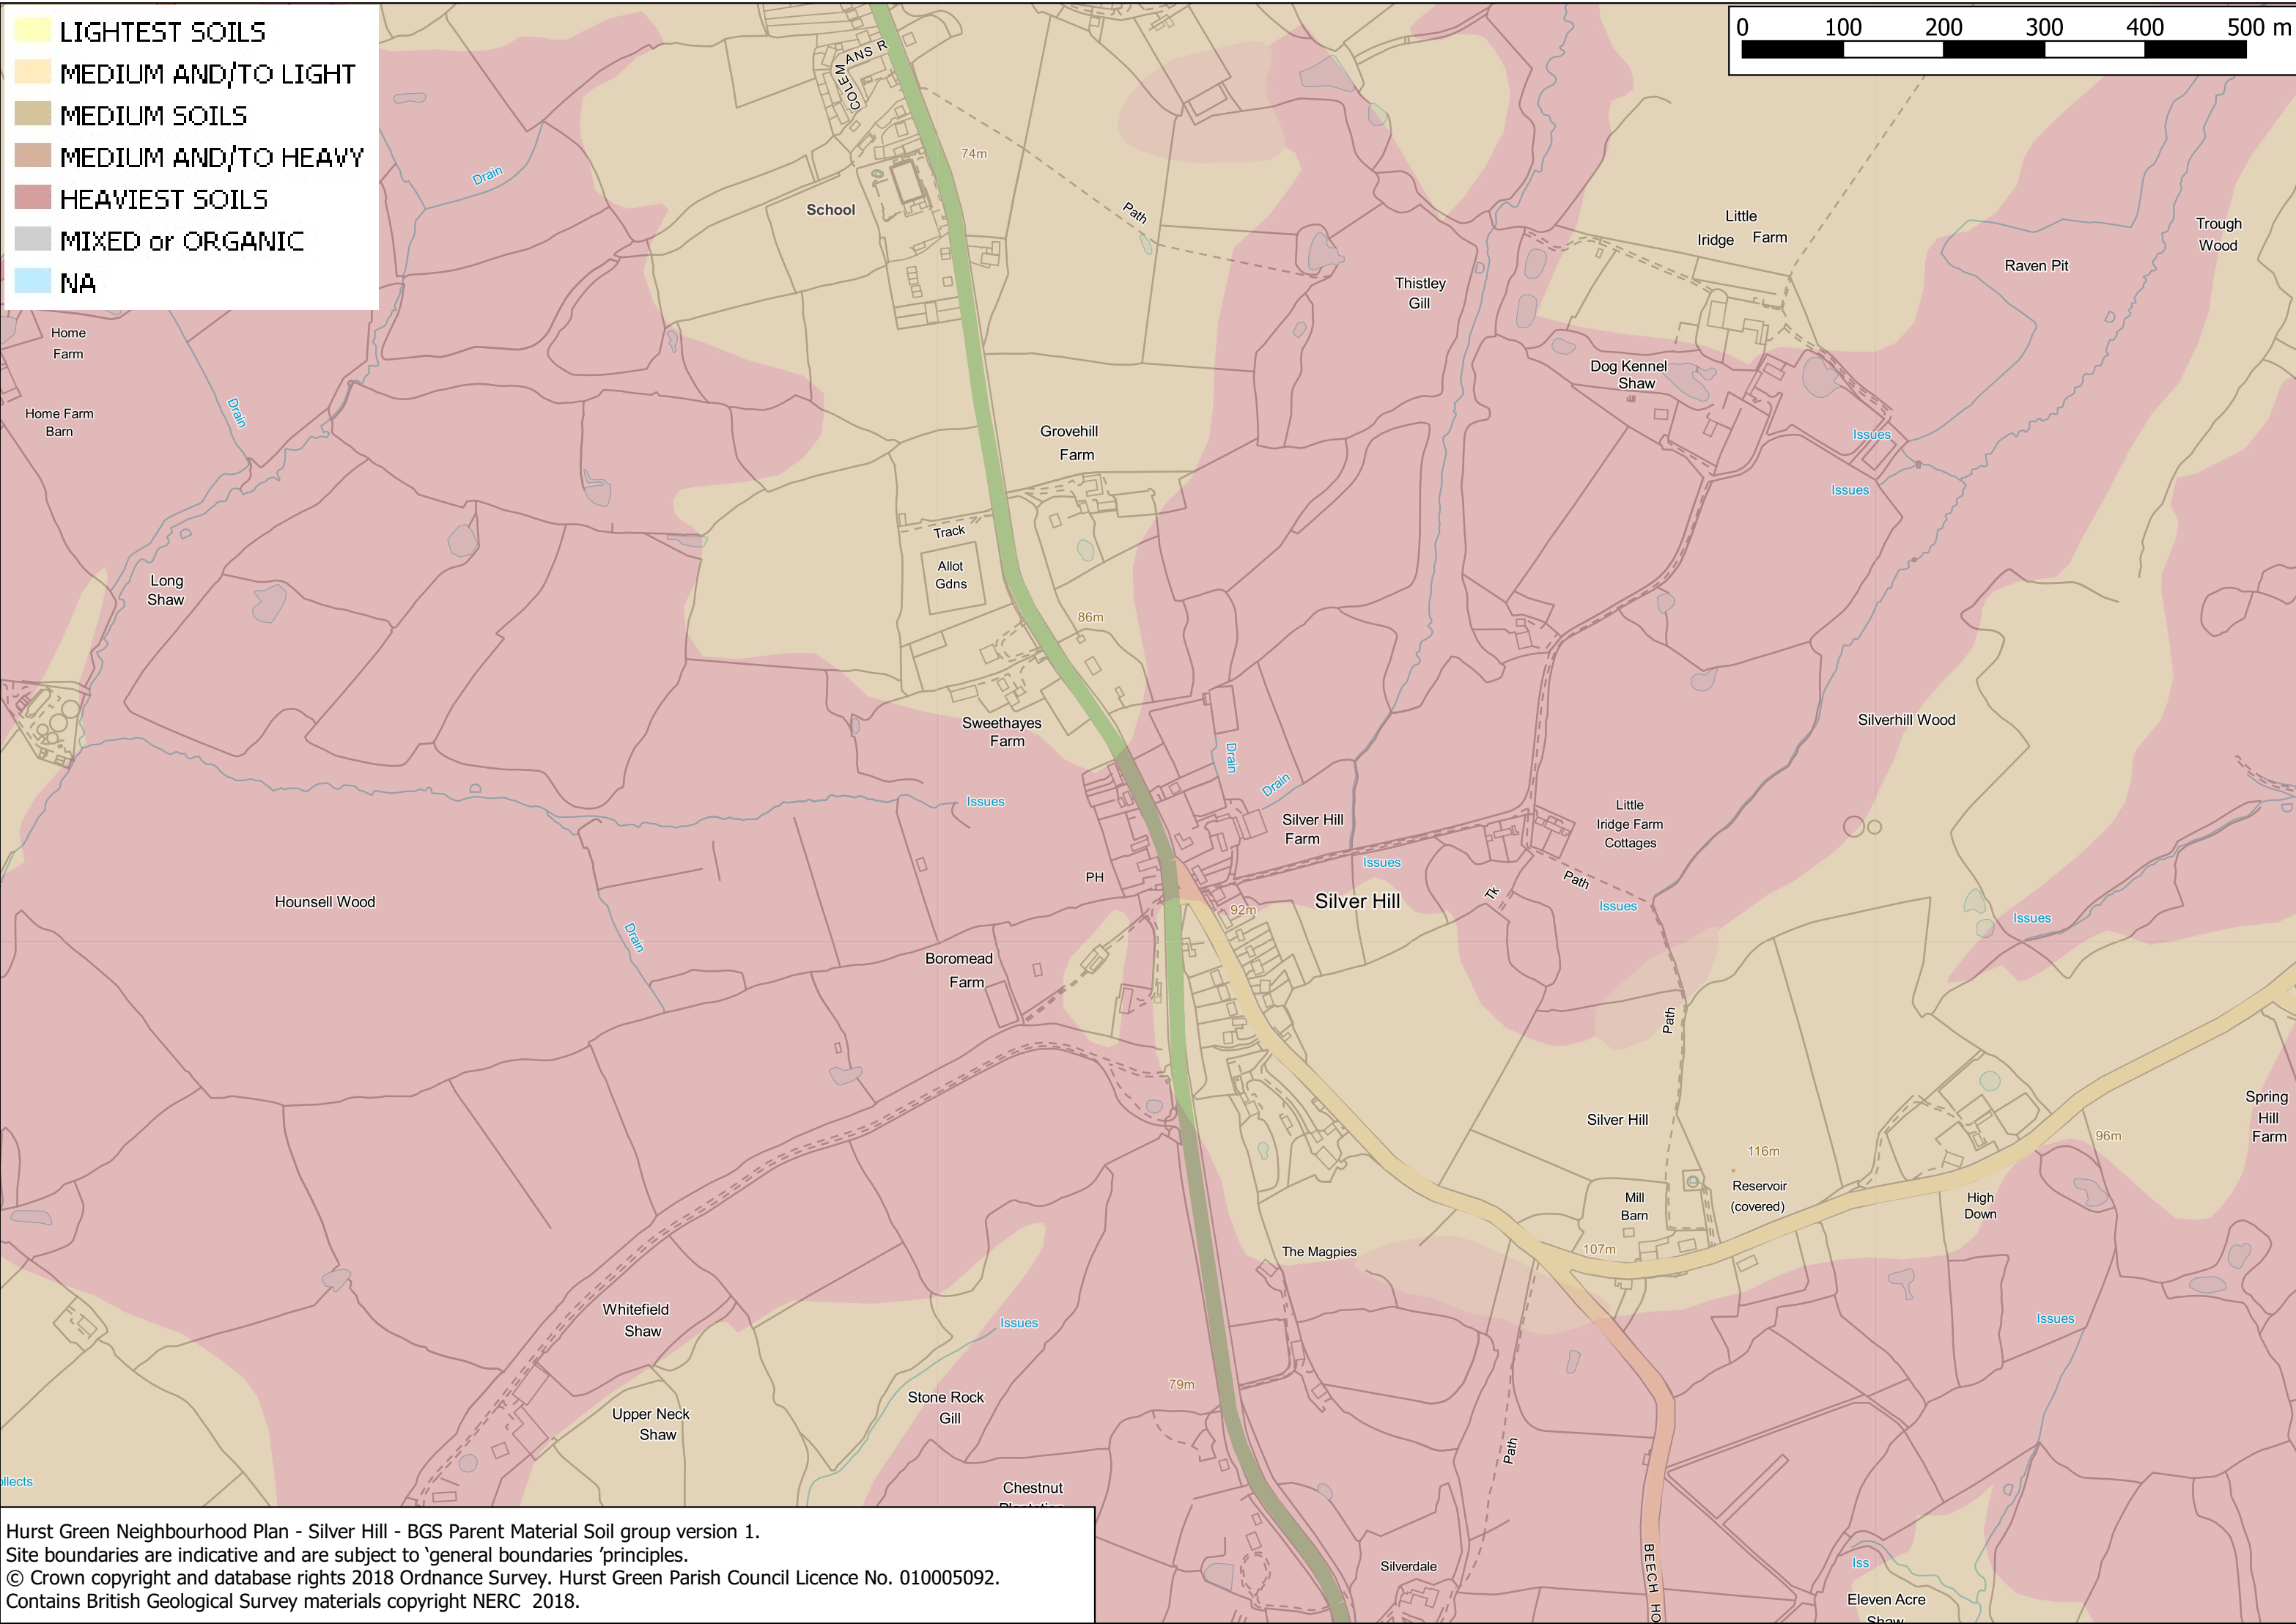 LIGHTEST SOILS
MEDIUM AND/TO LIGHT
MEDIUM SOILS
MEDIUM AND/TO HEAVY
HEAVIEST SOILS
MIXED or ORGANIC
NA
0 100 200 300 400 500 m
COLEM
ANS R
74m
Drain
School
Path
Little
Iridge Farm
Trough
Wood
Raven Pit
Thistley
Gill
Home
Farm
Dog Kennel
Shaw
Home Farm
Barn
Drain
Grovehill
Farm
Issues
Issues
Track
Allot
Gdns
Long
Shaw
86m
Sweethayes
Farm
Silverhill Wood
Drain
Drain
Issues
Silver Hill
Farm
Little
Iridge Farm
Cottages
Issues
PH
Path
Tk
Silver Hill
Issues
Hounsell Wood
92m
Issues
Drain
Boromead
Farm
Path
Silver Hill
Spring
Hill
Farm
96m
116m
Reservoir
(covered)
Mill
Barn
High
Down
107m
The Magpies
Whitefield
Shaw
Issues
Issues
79m
Stone Rock
Gill
Upper Neck
Shaw
Path
ollects
Chestnut
BEECH HO
Silverdale
Iss
Eleven Acre
Shaw
Hurst Green Neighbourhood Plan - Silver Hill - BGS Parent Material Soil group version 1.
Site boundaries are indicative and are subject to ‘general boundaries ’principles.
© Crown copyright and database rights 2018 Ordnance Survey. Hurst Green Parish Council Licence No. 010005092.
Contains British Geological Survey materials copyright NERC 2018.